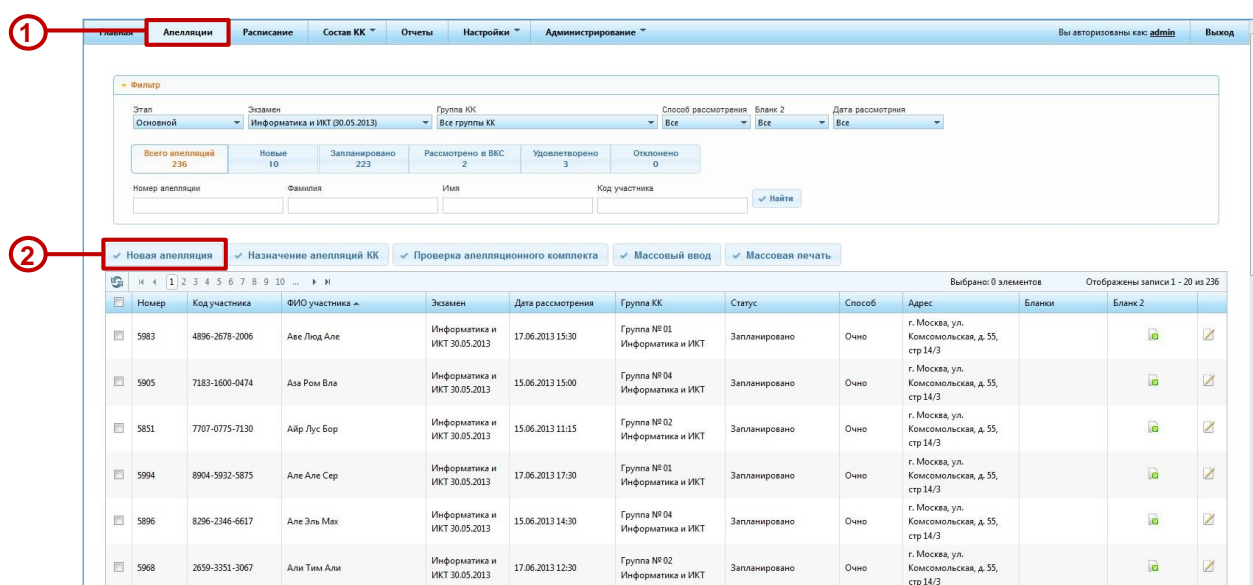 1
Главная Апелляции Расписание Состав КК Отчеты Настройки Администрирование Вы авторизованы как: admin Выход
Фильтр
Этап Экзамен Группа КК Способ рассмотрения Бланк 2 Дата рассмотрния
Основной Информатика и ИКТ (30.05.2013) Все группы КК Все Все Все
Всего апелляций Новые Запланировано Рассмотрено в ВКС Удовлетворено Отклонено
236 10 223 2 3 0
Номер апелляции Фамилия Имя Код участника
Найти
2
Новая апелляция Назначение апелляций КК Проверка апелляционного комплекта Массовый ввод Массовая печать
1 2 3 4 5 6 7 8 9 10 ... Выбрано: 0 элементов Отображены записи 1 - 20 из 236
Номер Код участника ФИО участника Экзамен Дата рассмотрения Группа КК Статус Способ Адрес Бланки Бланк 2
5983 4896-2678-2006 Аве Люд Але Информатика и ИКТ 30.05.2013 17.06.2013 15:30 Группа № 01 Информатика и ИКТ Запланировано Очно г. Москва, ул. Комсомольская, д. 55, стр 14/3
5905 7183-1600-0474 Аза Ром Вла Информатика и ИКТ 30.05.2013 15.06.2013 15:00 Группа № 04 Информатика и ИКТ Запланировано Очно г. Москва, ул. Комсомольская, д. 55, стр 14/3
5851 7707-0775-7130 Айр Лус Бор Информатика и ИКТ 30.05.2013 15.06.2013 11:15 Группа № 02 Информатика и ИКТ Запланировано Очно г. Москва, ул. Комсомольская, д. 55, стр 14/3
5994 8904-5932-5875 Але Але Сер Информатика и ИКТ 30.05.2013 17.06.2013 17:30 Группа № 01 Информатика и ИКТ Запланировано Очно г. Москва, ул. Комсомольская, д. 55, стр 14/3
5896 8296-2346-6617 Але Эль Мах Информатика и ИКТ 30.05.2013 15.06.2013 14:30 Группа № 04 Информатика и ИКТ Запланировано Очно г. Москва, ул. Комсомольская, д. 55, стр 14/3
5968 2659-3351-3067 Али Тим Али Информатика и ИКТ 30.05.2013 17.06.2013 12:30 Группа № 02 Информатика и ИКТ Запланировано Очно г. Москва, ул. Комсомольская, д. 55, стр 14/3